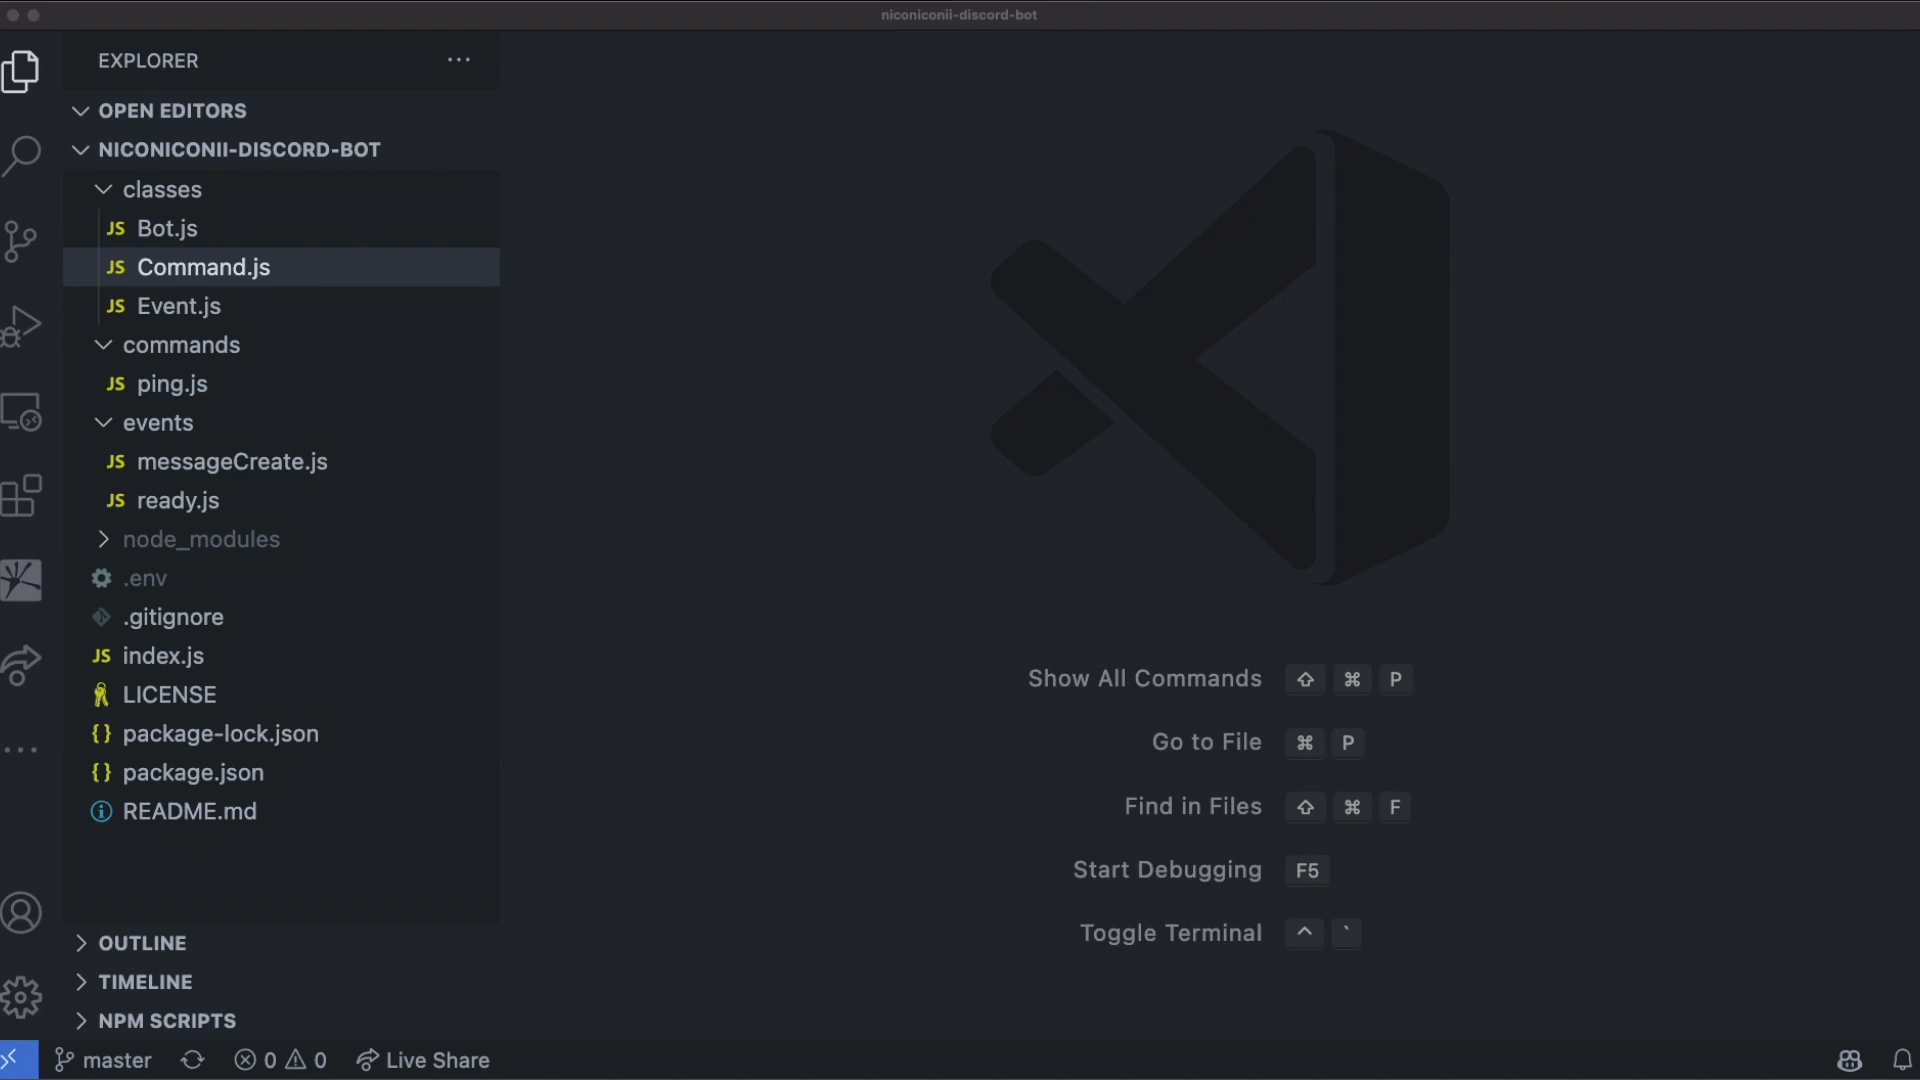 niconiconii-discord-bot
EXPLORER
OPEN EDITORS
NICONICONII-DISCORD-BOT
classes
JS Bot.js
JS Command.js
JS Event.js
commands
JS ping.js
events
JS messageCreate.js
JS ready.js
node_modules
.env
.gitignore
JS index.js
LICENSE
{} package-lock.json
{} package.json
README.md
OUTLINE
TIMELINE
NPM SCRIPTS
Show All Commands ⇧ ⌘ P
Go to File ⌘ P
Find in Files ⇧ ⌘ F
Start Debugging F5
Toggle Terminal ^ `
master 0 0 Live Share